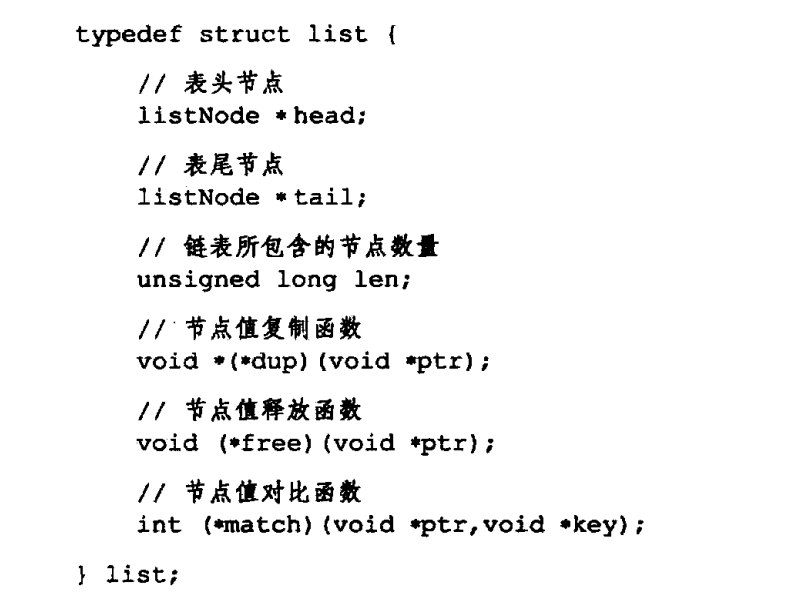 typedef struct list {
// 表头节点
listNode *head;
// 表尾节点
listNode *tail;
// 链表所包含的节点数量
unsigned long len;
// 节点值复制函数
void *(*dup)(void *ptr);
// 节点值释放函数
void (*free)(void *ptr);
// 节点值对比函数
int (*match)(void *ptr,void *key);
} list;